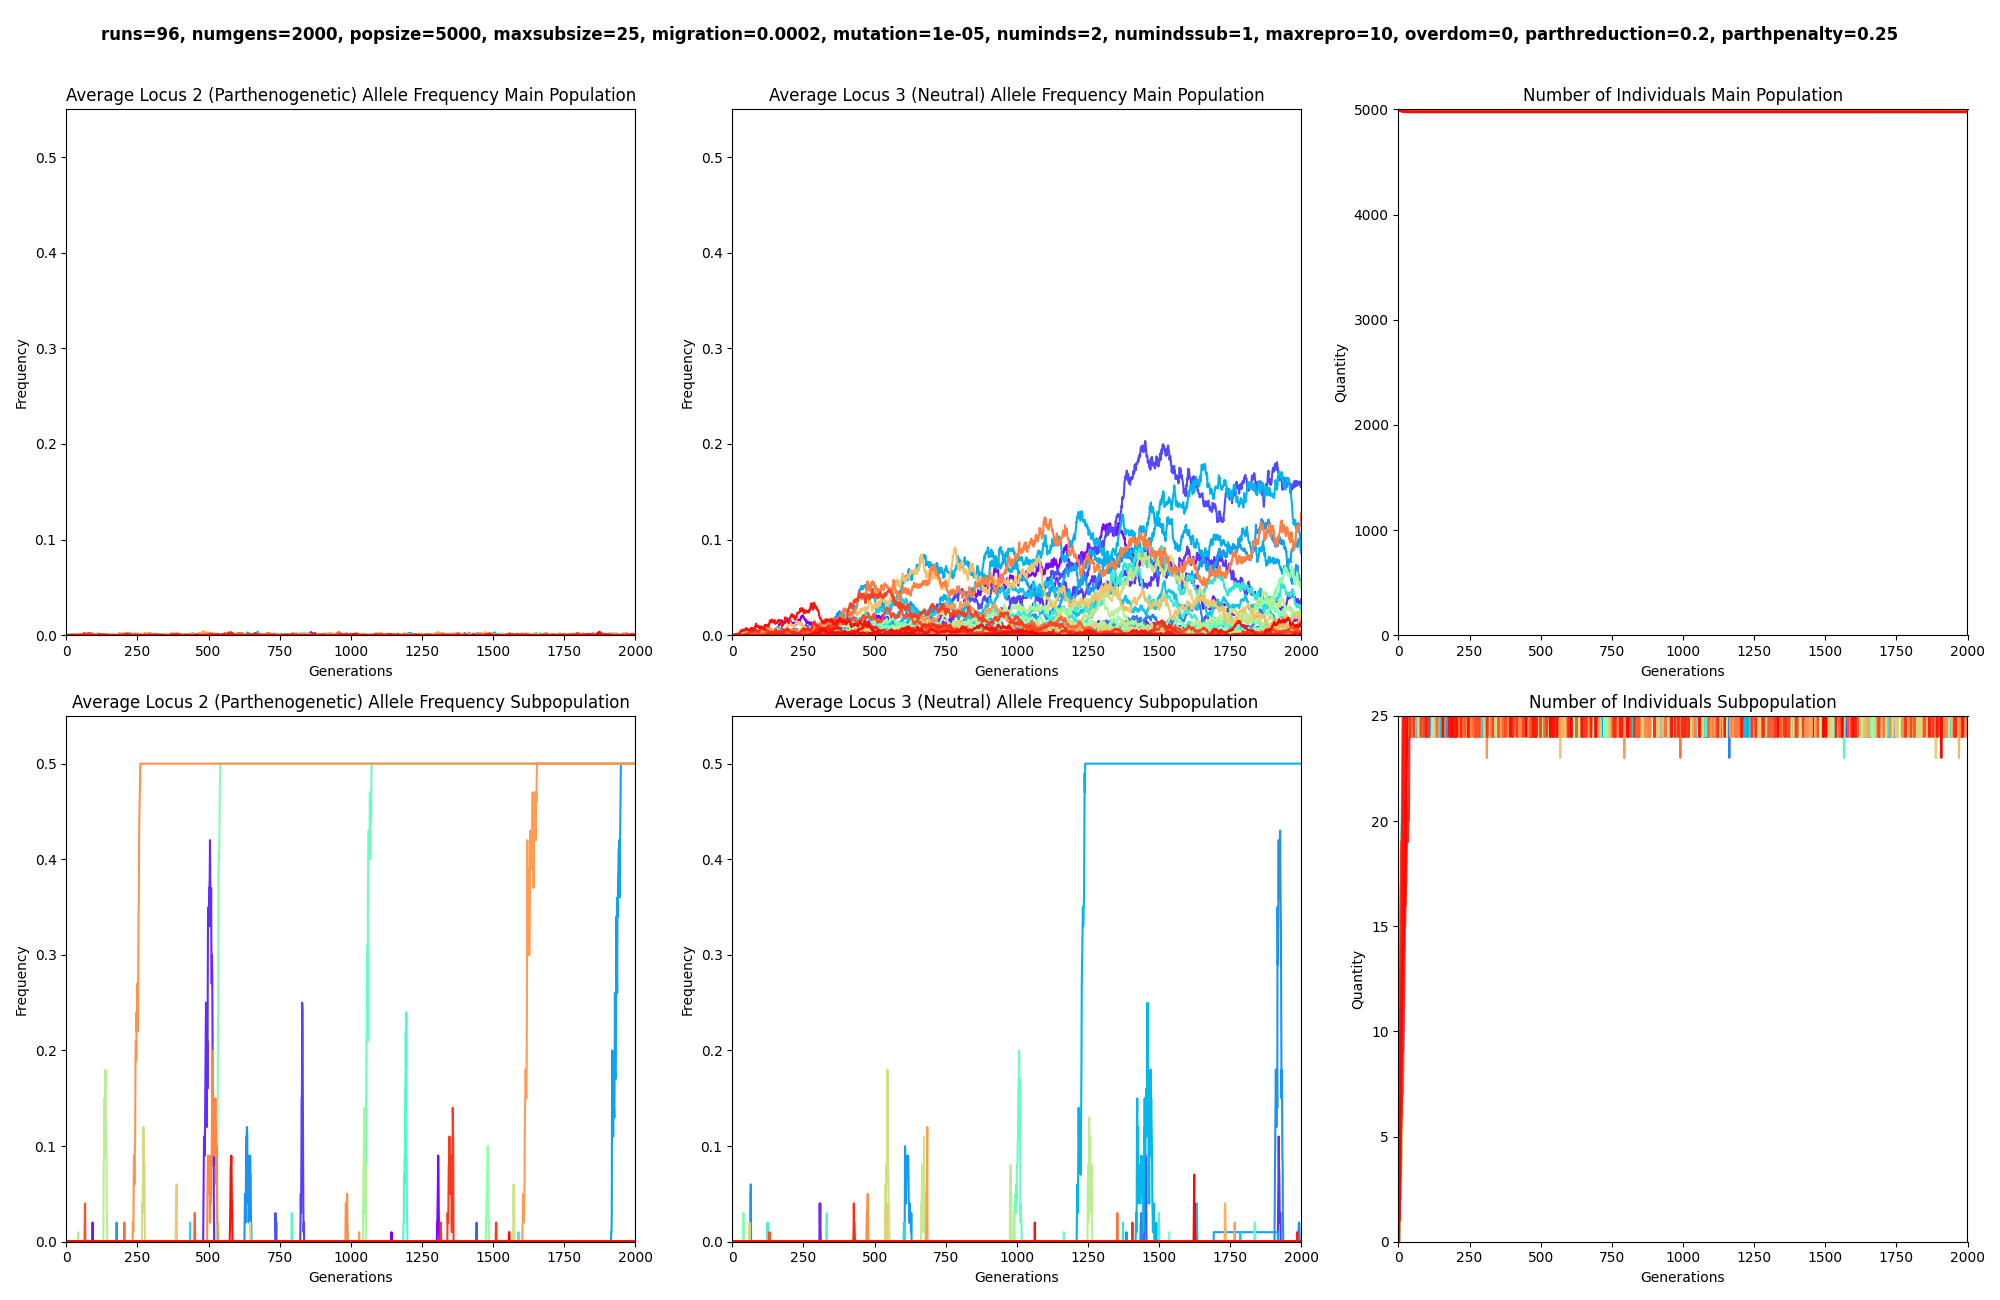 runs=96, numgens=2000, popsize=5000, maxsubsize=25, migration=0.0002, mutation=1e-05, numinds=2, numindssub=1, maxrepro=10, overdom=0, parthreduction=0.2, parthpenalty=0.25
Average Locus 2 (Parthenogenetic) Allele Frequency Main Population
Frequency
0.5
0.4
0.3
0.2
0.1
0.0
0 250 500 750 1000 1250 1500 1750 2000
Generations
Average Locus 3 (Neutral) Allele Frequency Main Population
Frequency
0.5
0.4
0.3
0.2
0.1
0.0
0 250 500 750 1000 1250 1500 1750 2000
Generations
Number of Individuals Main Population
Quantity
5000
4000
3000
2000
1000
0
0 250 500 750 1000 1250 1500 1750 2000
Generations
Average Locus 2 (Parthenogenetic) Allele Frequency Subpopulation
Frequency
0.5
0.4
0.3
0.2
0.1
0.0
0 250 500 750 1000 1250 1500 1750 2000
Generations
Average Locus 3 (Neutral) Allele Frequency Subpopulation
Frequency
0.5
0.4
0.3
0.2
0.1
0.0
0 250 500 750 1000 1250 1500 1750 2000
Generations
Number of Individuals Subpopulation
Quantity
25
20
15
10
5
0
0 250 500 750 1000 1250 1500 1750 2000
Generations